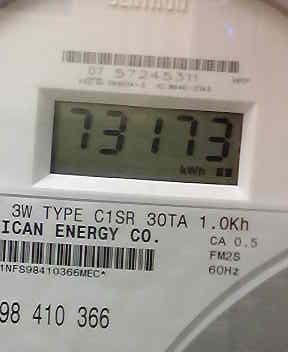 CENTRON
07 57245311
73173
kWh
3W TYPE C1SR 30TA 1.0Kh
ICAN ENERGY CO.
CA 0.5
FM2S
60Hz
1NFS98410366MEC*
98 410 366